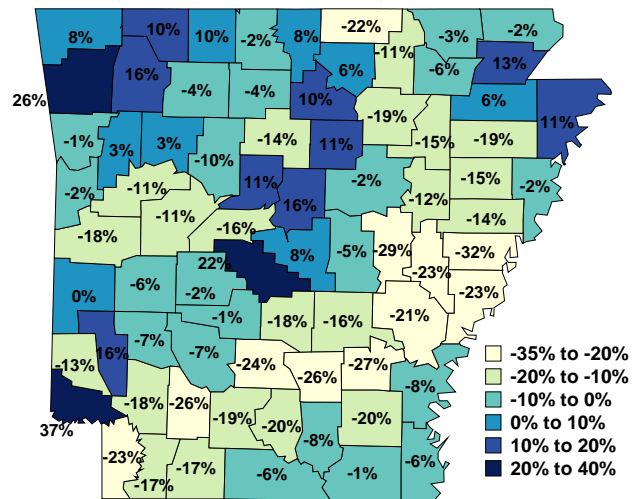 8% 10% 10% -2% 8% -22% -3% -2%
-11%
26% 16% -4% -4% 6% -6% 13%
10% 6% 11%
-19%
-1% 3% 3% -10% -14% 11% -15% -19%
-2% -11% 11% -2% -15% -2%
16% -12%
-11% -14%
-18% -16% 8% -5% -29% -32%
22% -23%
0% -6% -2% -23%
-1% -18% -16% -21%
-7% -7%
-13% 16% -24% -26% -27%
-8%
-18% -26% -19% -20% -20%
37% -8%
-23% -17% -17% -6% -1% -6%
-35% to -20%
-20% to -10%
-10% to 0%
0% to 10%
10% to 20%
20% to 40%